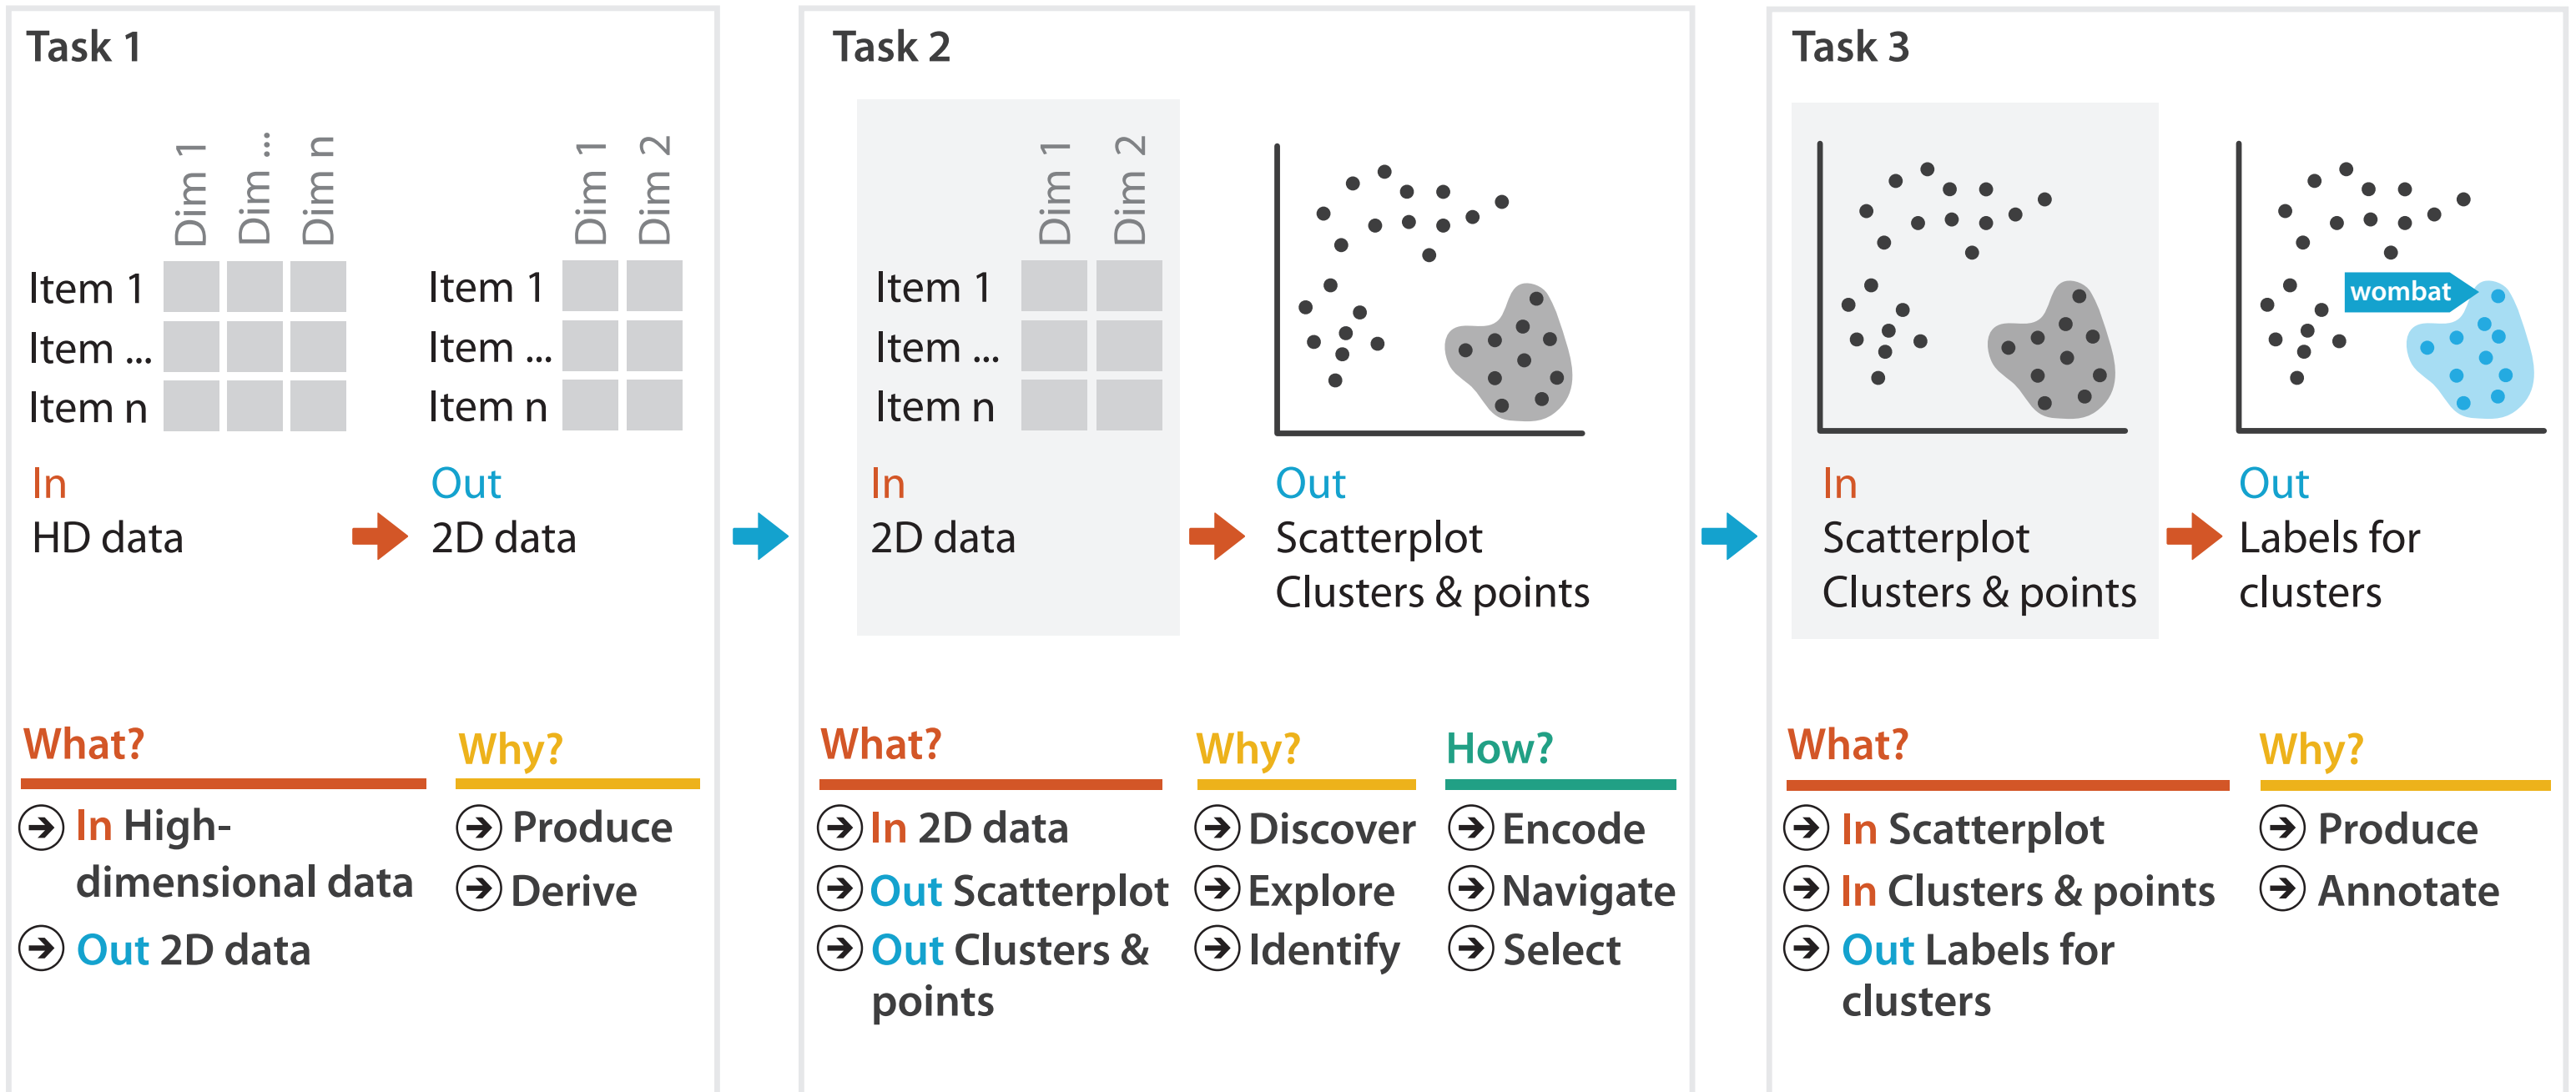 Task 1
Dim 1
Dim ...
Dim n
Item 1
Item ...
Item n
In
HD data
Dim 1
Dim 2
Item 1
Item ...
Item n
Out
2D data
What?
In High-
dimensional data
Out 2D data
Why?
Produce
Derive
Task 2
Dim 1
Dim 2
Item 1
Item ...
Item n
In
2D data
Out
Scatterplot
Clusters & points
What?
In 2D data
Out Scatterplot
Out Clusters &
points
Why?
Discover
Explore
Identify
How?
Encode
Navigate
Select
Task 3
In
Scatterplot
Clusters & points
wombat
Out
Labels for
clusters
What?
In Scatterplot
In Clusters & points
Out Labels for
clusters
Why?
Produce
Annotate